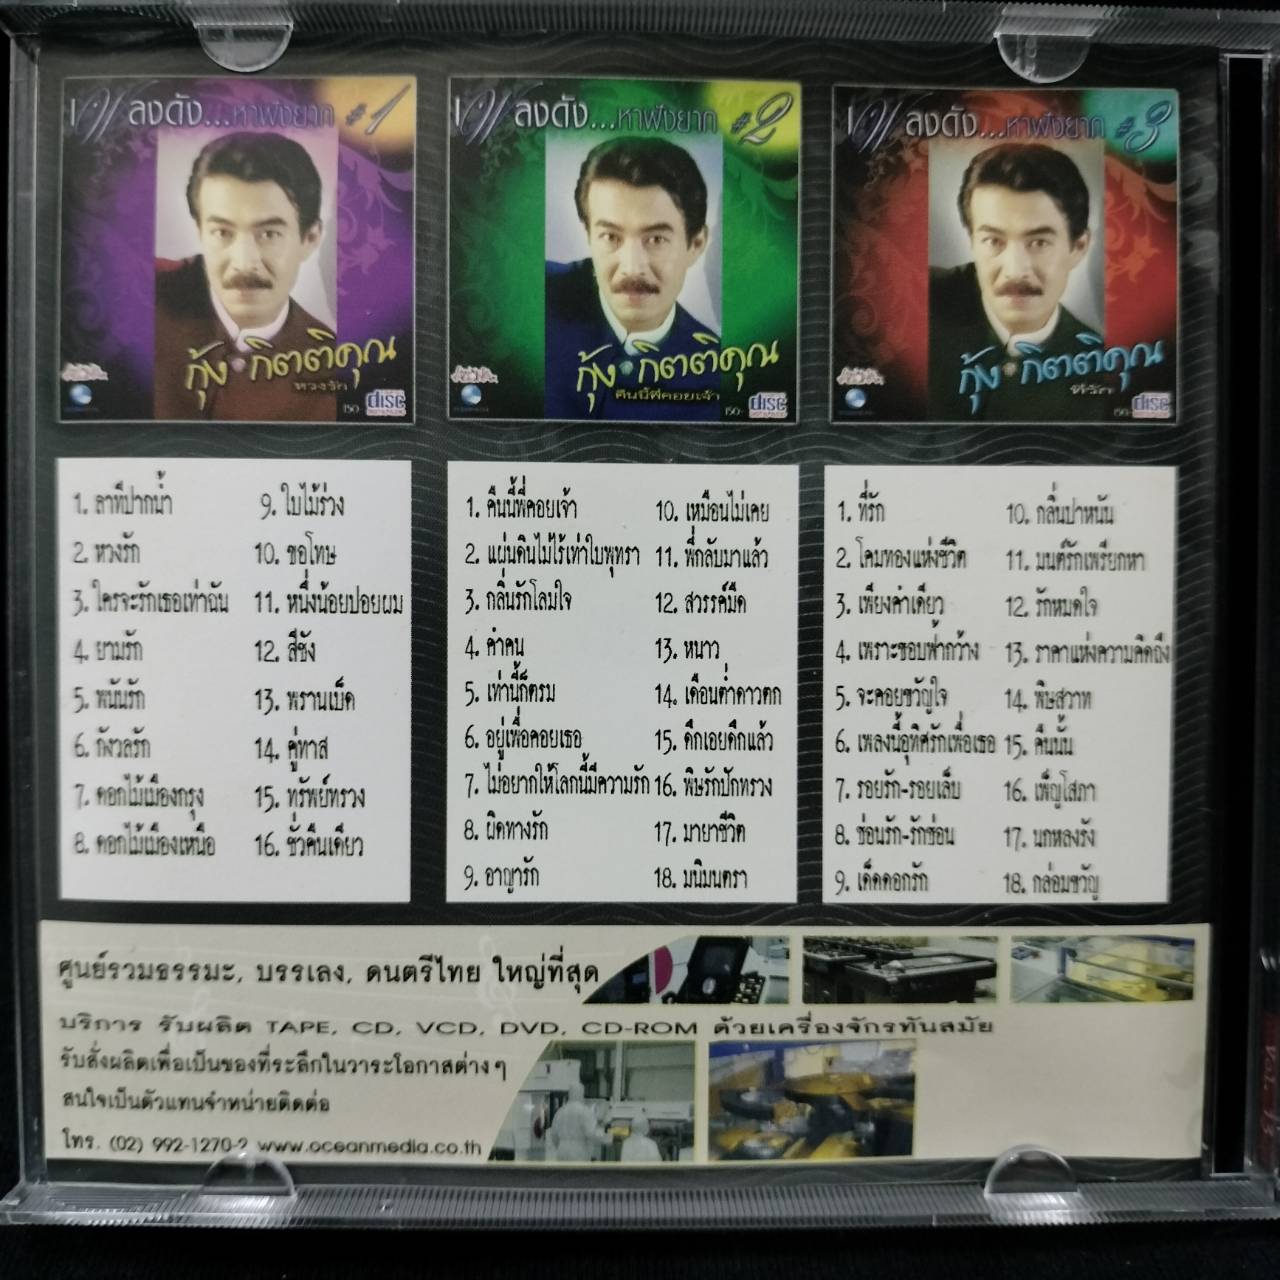 เพลงดัง...หาฟังยาก #1
กุ้ง กิตติคุณ
หวงรัก
150.-
disc
เพลงดัง...หาฟังยาก #2
กุ้ง กิตติคุณ
คืนนี้พี่คอยเจ้า
150.-
disc
เพลงดัง...หาฟังยาก #3
กุ้ง กิตติคุณ
ที่รัก
150.-
disc
1. ลาทีปากน้ำ
2. หวงรัก
3. ใครจะรักเธอเท่าฉัน
4. ยามรัก
5. พนันรัก
6. กังวลรัก
7. ดอกไม้เมืองกรุง
8. ดอกไม้เมืองเหนือ
9. ใบไม้ร่วง
10. ขอโทษ
11. หนึ่งน้อยปอยผม
12. สีชัง
13. พรานเบ็ด
14. คู่ทาส
15. ทรัพย์ทรวง
16. ชั่วคืนเดียว
1. คืนนี้พี่คอยเจ้า
2. แผ่นดินไม่ไร้เท่าใบพุทรา
3. กลิ่นรักโลมใจ
4. ค่ำคน
5. เท่านี้ก็ตรม
6. อยู่เพื่อคอยเธอ
7. ไม่อยากให้โลกนี้มีความรัก
8. ผิดทางรัก
9. อาญารัก
10. เหมือนไม่เคย
11. พี่กลับมาแล้ว
12. สวรรค์มืด
13. หนาว
14. เดือนต่ำดาวตก
15. ดึกเอยดึกแล้ว
16. พิษรักปักทรวง
17. มายาชีวิต
18. มนิมนตรา
1. ที่รัก
2. โคมทองแห่งชีวิต
3. เพียงคำเดียว
4. เพราะขอบฟ้ากว้าง
5. จะคอยขวัญใจ
6. เพลงนี้อุทิศรักเพื่อเธอ
7. รอยรัก-รอยเล็บ
8. ซ่อนรัก-รักซ่อน
9. เด็ดดอกรัก
10. กลิ่นปาหนัน
11. มนต์รักเพรียกหา
12. รักหมดใจ
13. ราคาแห่งความคิดถึง
14. พิษสวาท
15. คืนนั้น
16. เพ็ญโสภา
17. นกหลงรัง
18. กล่อมขวัญ
ศูนย์รวมธรรมะ, บรรเลง, ดนตรีไทย ใหญ่ที่สุด
บริการ รับผลิต TAPE, CD, VCD, DVD, CD-ROM ด้วยเครื่องจักรทันสมัย
รับสั่งผลิตเพื่อเป็นของที่ระลึกในวาระโอกาสต่างๆ
สนใจเป็นตัวแทนจำหน่ายติดต่อ
โทร. (02) 992-1270-2 www.oceanmedia.co.th